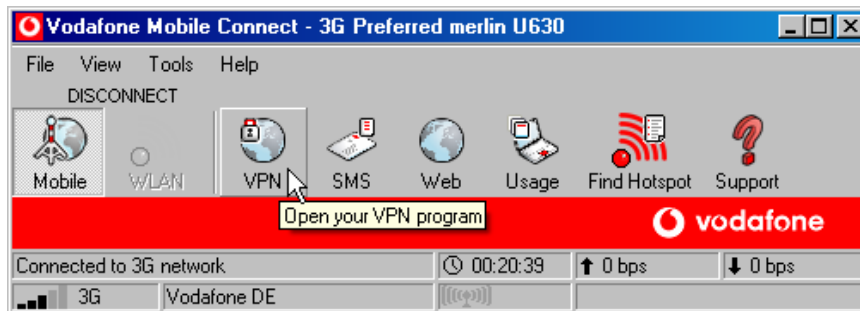 Vodafone Mobile Connect - 3G Preferred merlin U630
File View Tools Help
DISCONNECT
Mobile WLAN VPN SMS Web Usage Find Hotspot Support
Open your VPN program
vodafone
Connected to 3G network 00:20:39 0 bps 0 bps
3G Vodafone DE